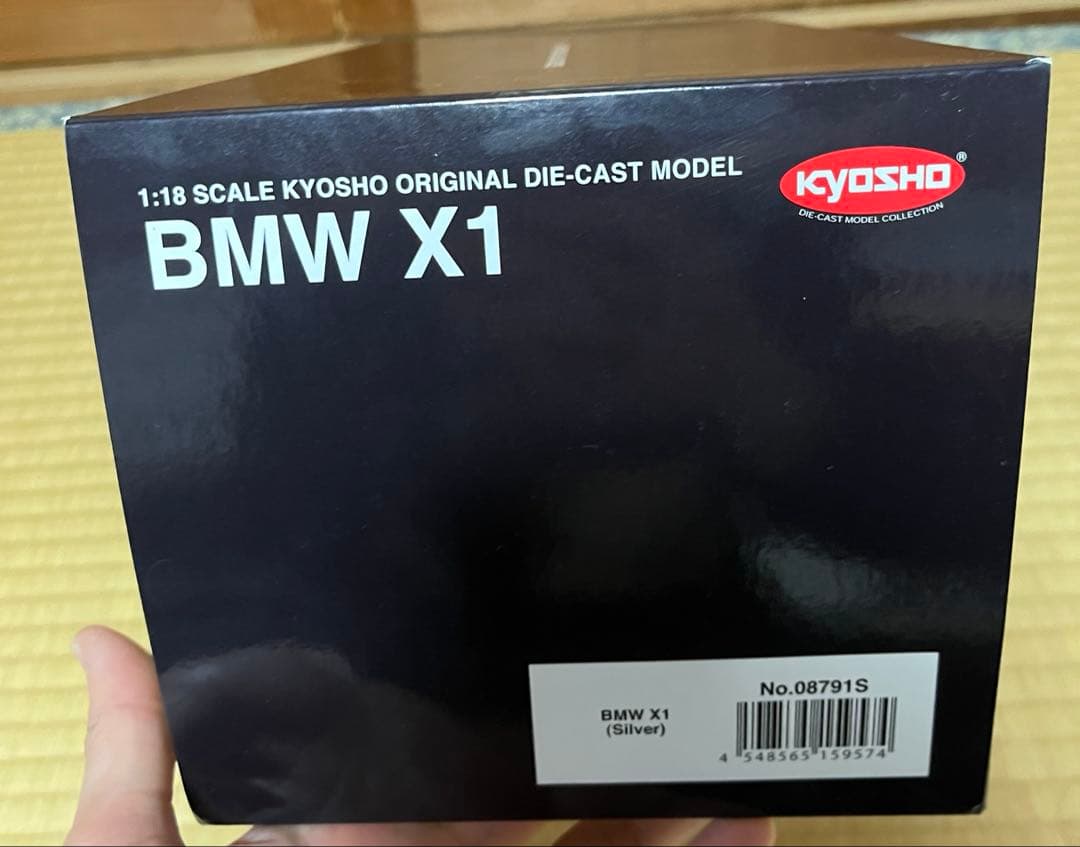 1:18 SCALE KYOSHO ORIGINAL DIE-CAST MODEL
BMW X1
KYOSHO®
DIE-CAST MODEL COLLECTION
No.08791S
BMW X1
(Silver)
4 548565 159574